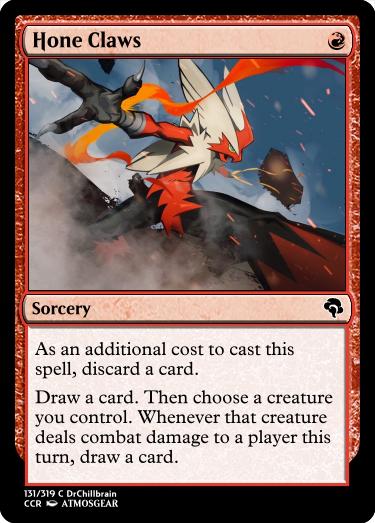 Hone Claws
Sorcery
As an additional cost to cast this
spell, discard a card.
Draw a card. Then choose a creature
you control. Whenever that creature
deals combat damage to a player this
turn, draw a card.
131/319 C DrChillbrain
CCR ATMOSGEAR